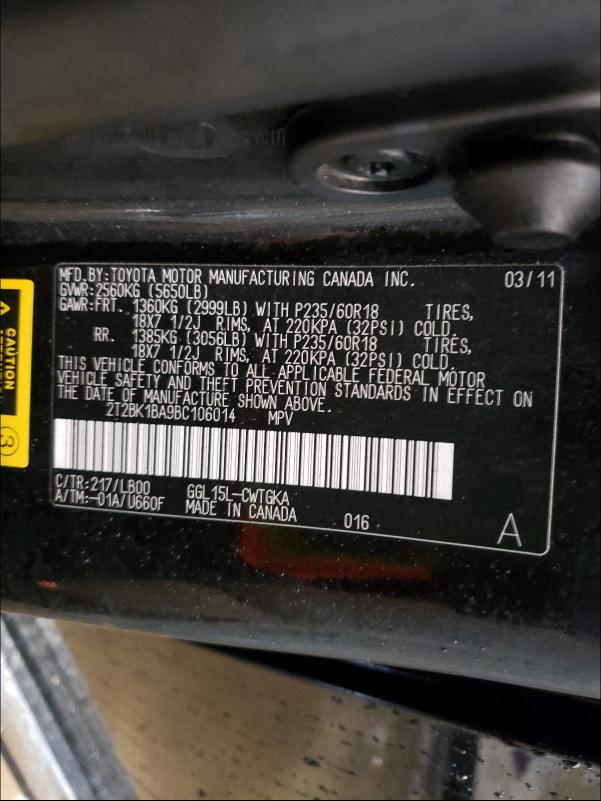 MFD.BY:TOYOTA MOTOR MANUFACTURING CANADA INC. 03/11
GVWR:2560KG (5650LB)
GAWR:FRT. 1360KG (2999LB) WITH P235/60R18 TIRES,
18X7 1/2J RIMS, AT 220KPA (32PSI) COLD.
RR. 1385KG (3056LB) WITH P235/60R18 TIRES,
18X7 1/2J RIMS, AT 220KPA (32PSI) COLD.
THIS VEHICLE CONFORMS TO ALL APPLICABLE FEDERAL MOTOR
VEHICLE SAFETY AND THEFT PREVENTION STANDARDS IN EFFECT ON
THE DATE OF MANUFACTURE SHOWN ABOVE.
2T2BK1BA9BC106014 MPV
C/TR:217/LB00 GGL15L-CWTGKA
A/TM:-01A/U660F MADE IN CANADA 016 A
CAUTION
3